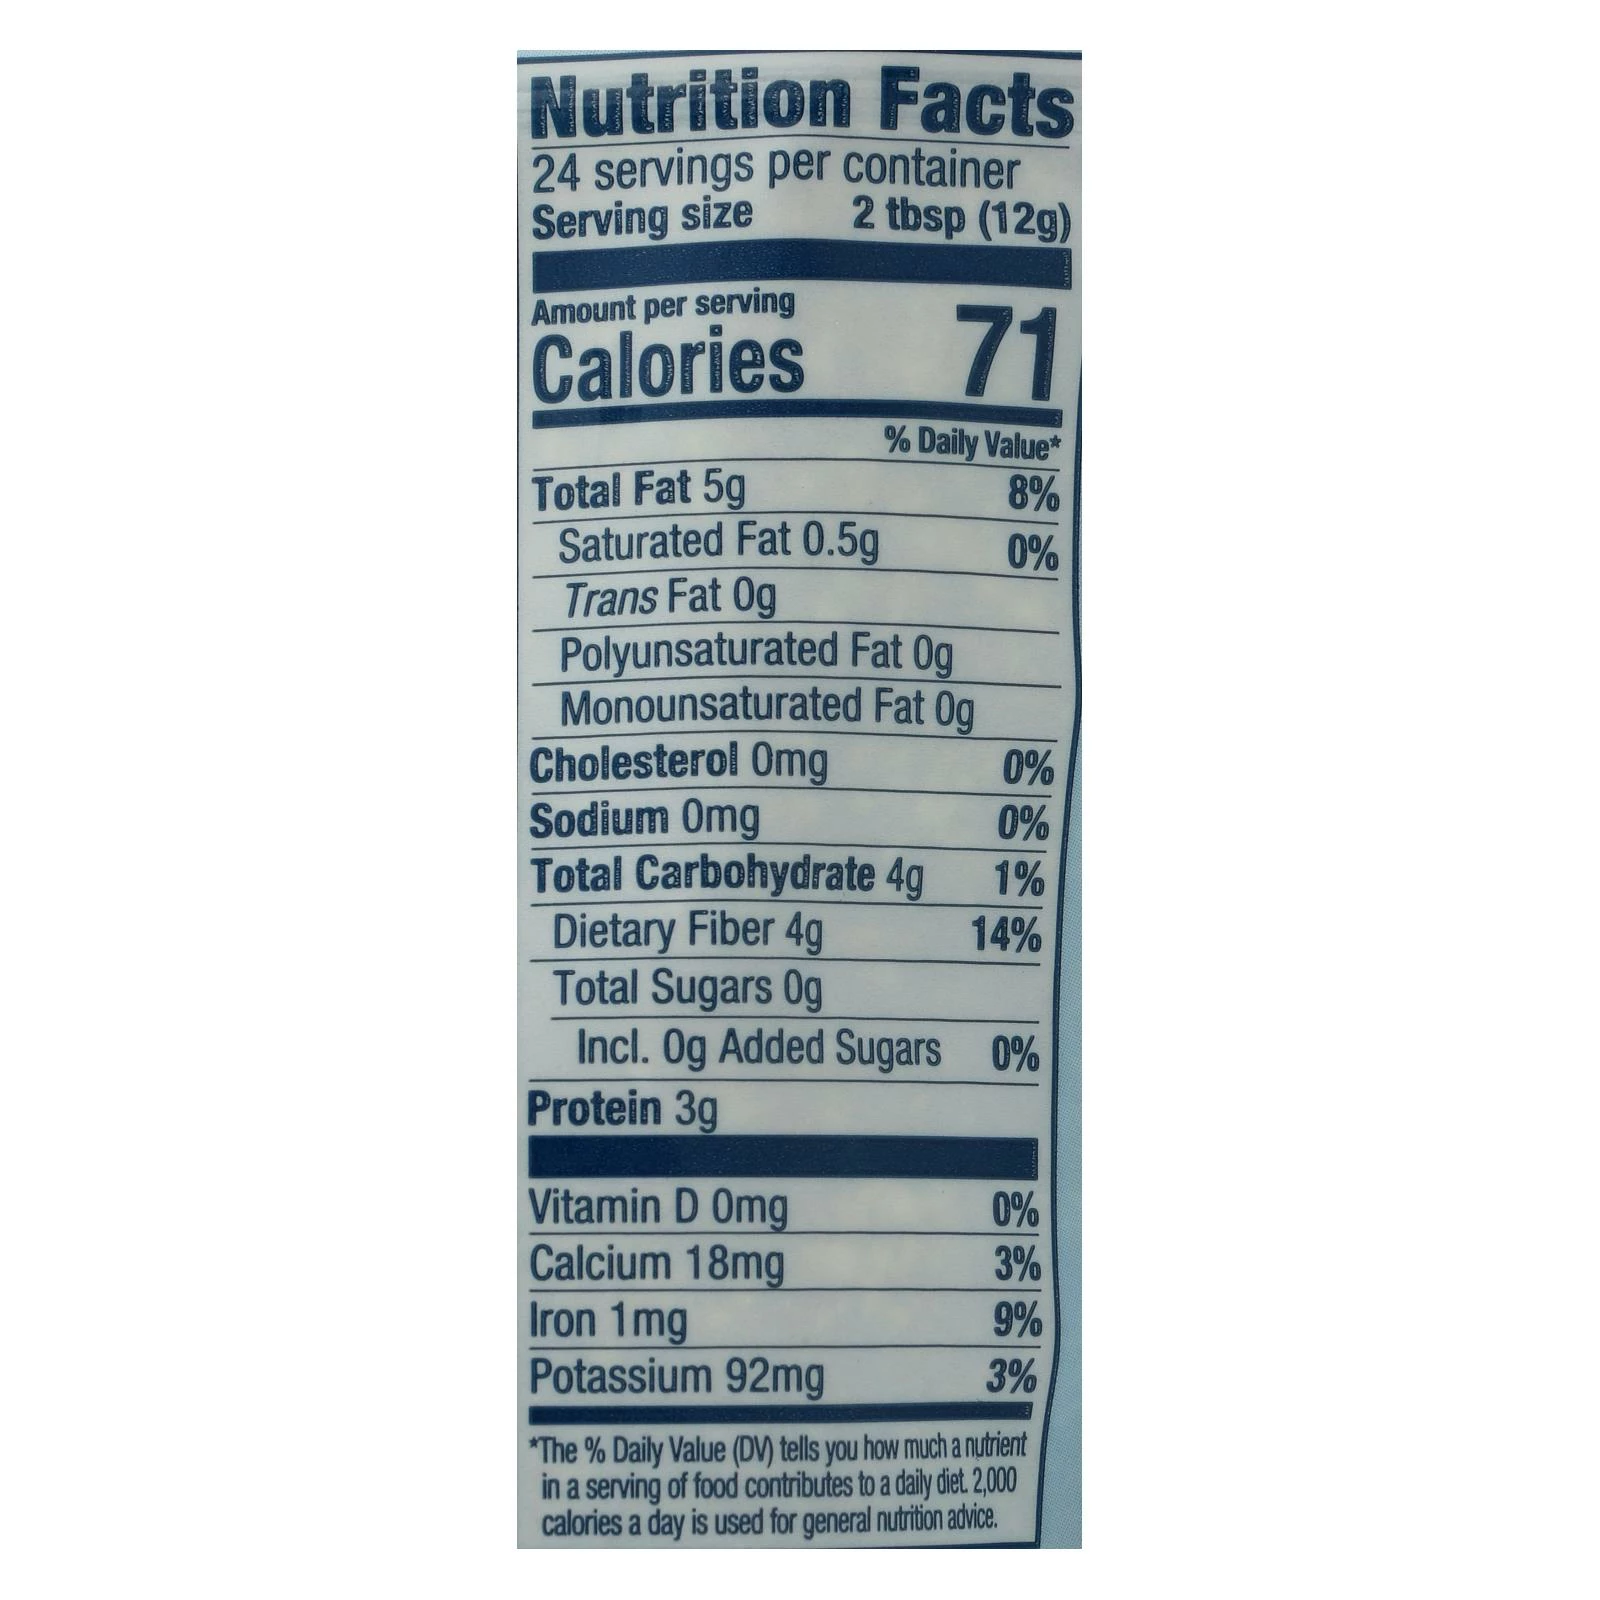 Nutrition Facts
24 servings per container
Serving size 2 tbsp (12g)
Amount per serving
Calories 71
% Daily Value*
Total Fat 5g 8%
Saturated Fat 0.5g 0%
Trans Fat 0g
Polyunsaturated Fat 0g
Monounsaturated Fat 0g
Cholesterol 0mg 0%
Sodium 0mg 0%
Total Carbohydrate 4g 1%
Dietary Fiber 4g 14%
Total Sugars 0g
Incl. 0g Added Sugars 0%
Protein 3g
Vitamin D 0mg 0%
Calcium 18mg 3%
Iron 1mg 9%
Potassium 92mg 3%
*The % Daily Value (DV) tells you how much a nutrient
in a serving of food contributes to a daily diet. 2,000
calories a day is used for general nutrition advice.